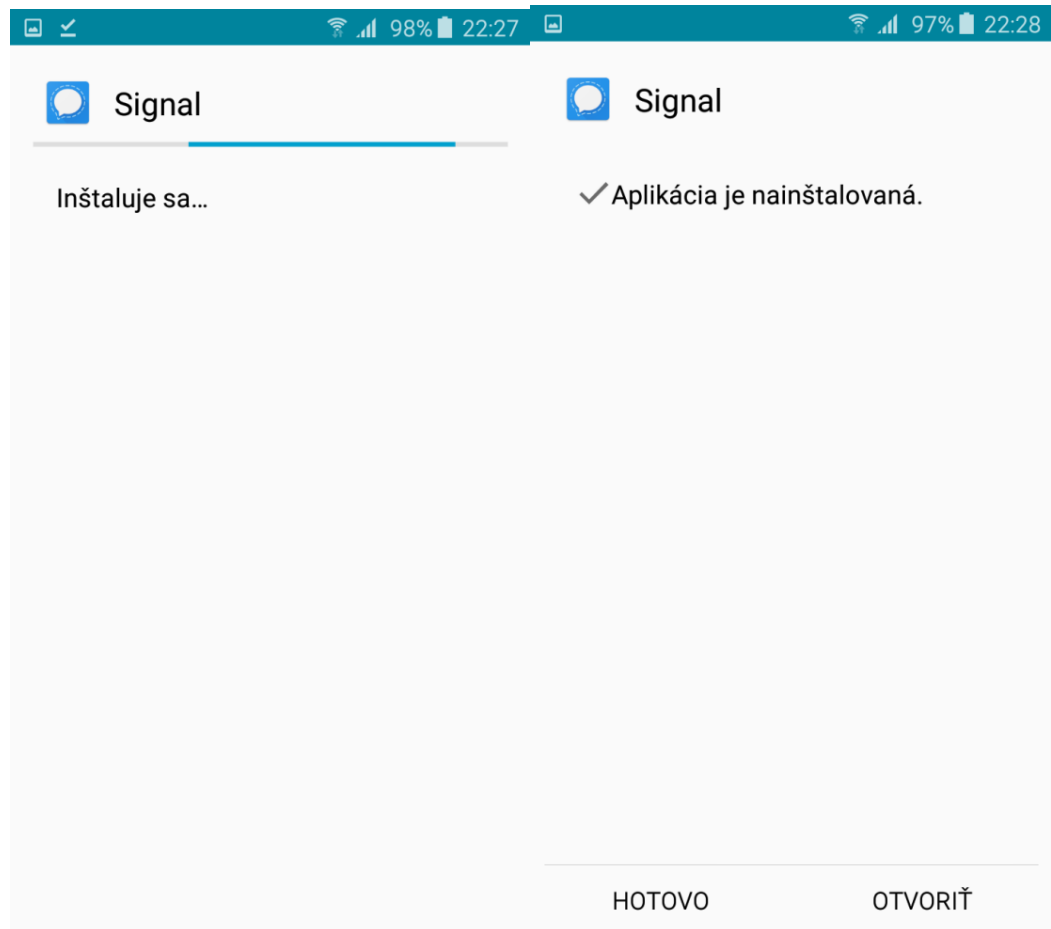 98% 22:27
Signal
Inštaluje sa...
97% 22:28
Signal
Aplikácia je nainštalovaná.
HOTOVO OTVORIŤ